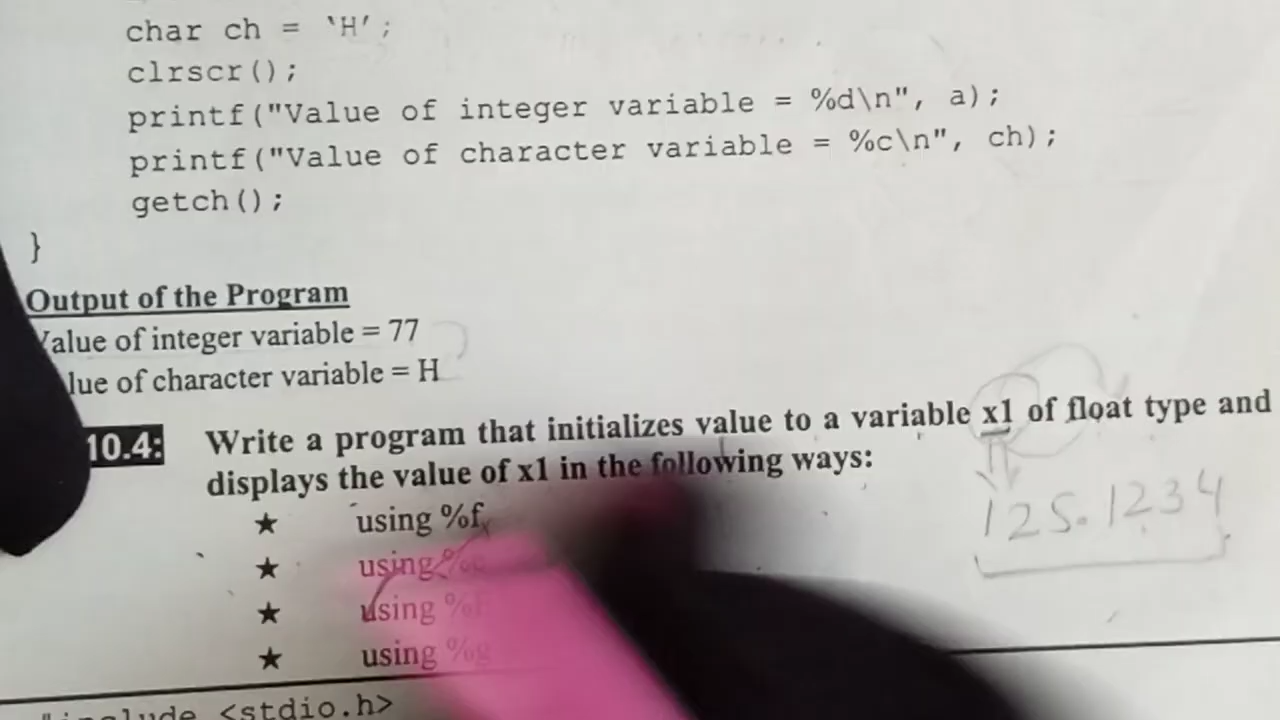 char ch = ‘H’;
clrscr();
printf("Value of integer variable = %d\n", a);
printf("Value of character variable = %c\n", ch);
getch();
}
Output of the Program
Value of integer variable = 77
lue of character variable = H
10.4: Write a program that initializes value to a variable x1 of float type and
displays the value of x1 in the following ways:
★ using %f
★ using
★ using
★ using %g
125.1234
include <stdio.h>